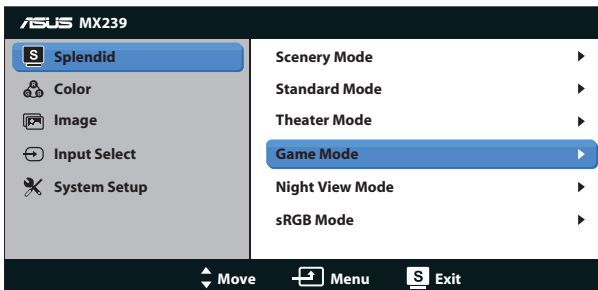 ASUS MX239
S Splendid
Color
Image
Input Select
System Setup
Scenery Mode
Standard Mode
Theater Mode
Game Mode
Night View Mode
sRGB Mode
Move Menu S Exit